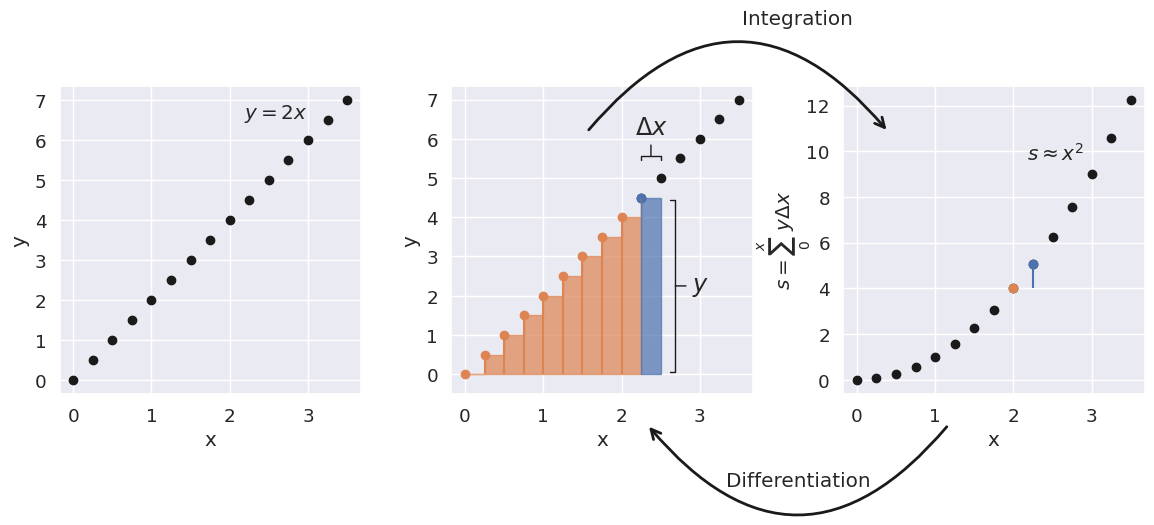 Integration
7
6
5
4
3
2
1
0
y
y = 2x
0 1 2 3
x
7
6
5
4
3
2
1
0
y
Δx
y
0 1 2 3
x
12
10
8
6
4
2
0
s = ∑₀ˣ yΔx
s ≈ x²
0 1 2 3
x
Differentiation